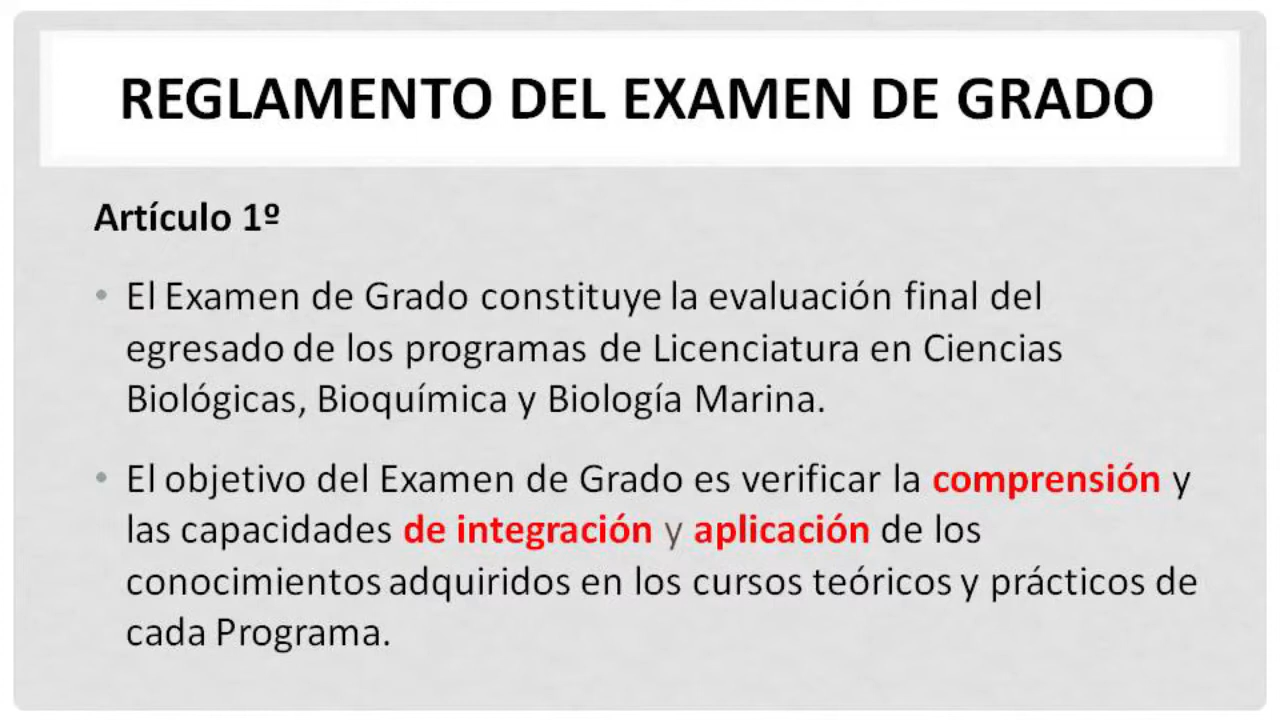 REGLAMENTO DEL EXAMEN DE GRADO
Artículo 1º
• El Examen de Grado constituye la evaluación final del
egresado de los programas de Licenciatura en Ciencias
Biológicas, Bioquímica y Biología Marina.
• El objetivo del Examen de Grado es verificar la comprensión y
las capacidades de integración y aplicación de los
conocimientos adquiridos en los cursos teóricos y prácticos de
cada Programa.